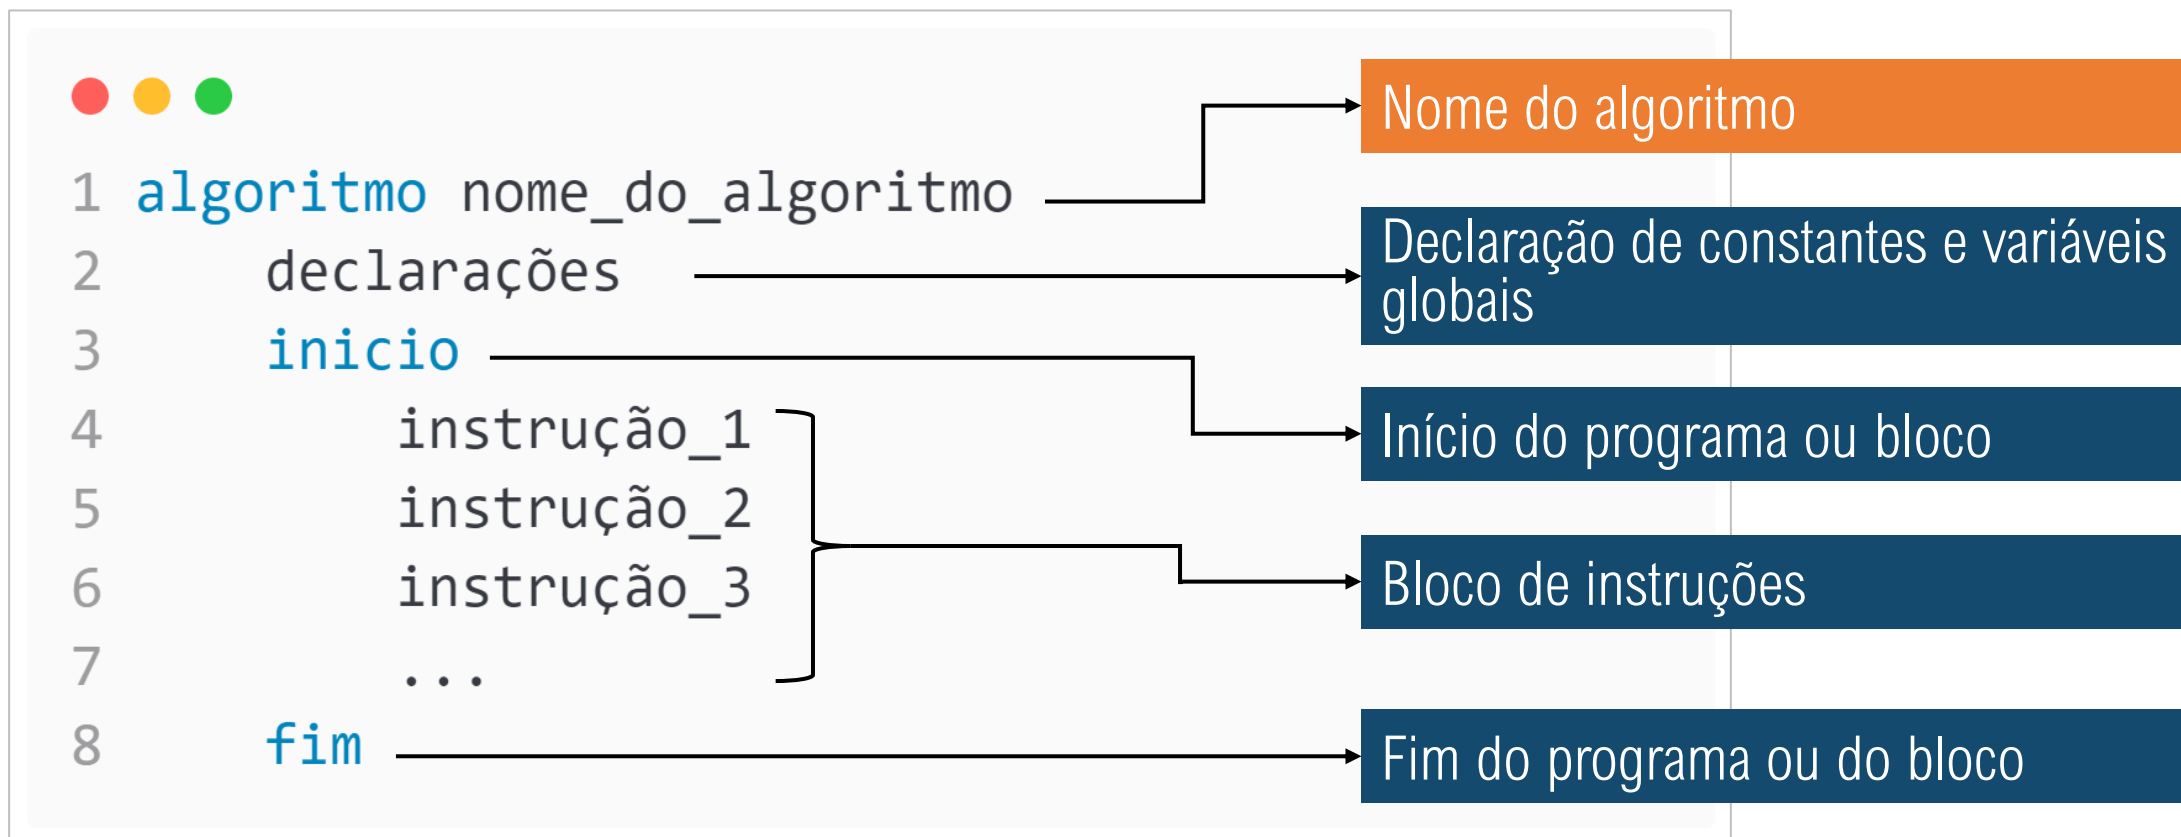 1 algoritmo nome_do_algoritmo
2 declarações
3 inicio
4 instrução_1
5 instrução_2
6 instrução_3
7 ...
8 fim
Nome do algoritmo
Declaração de constantes e variáveis
globais
Início do programa ou bloco
Bloco de instruções
Fim do programa ou do bloco